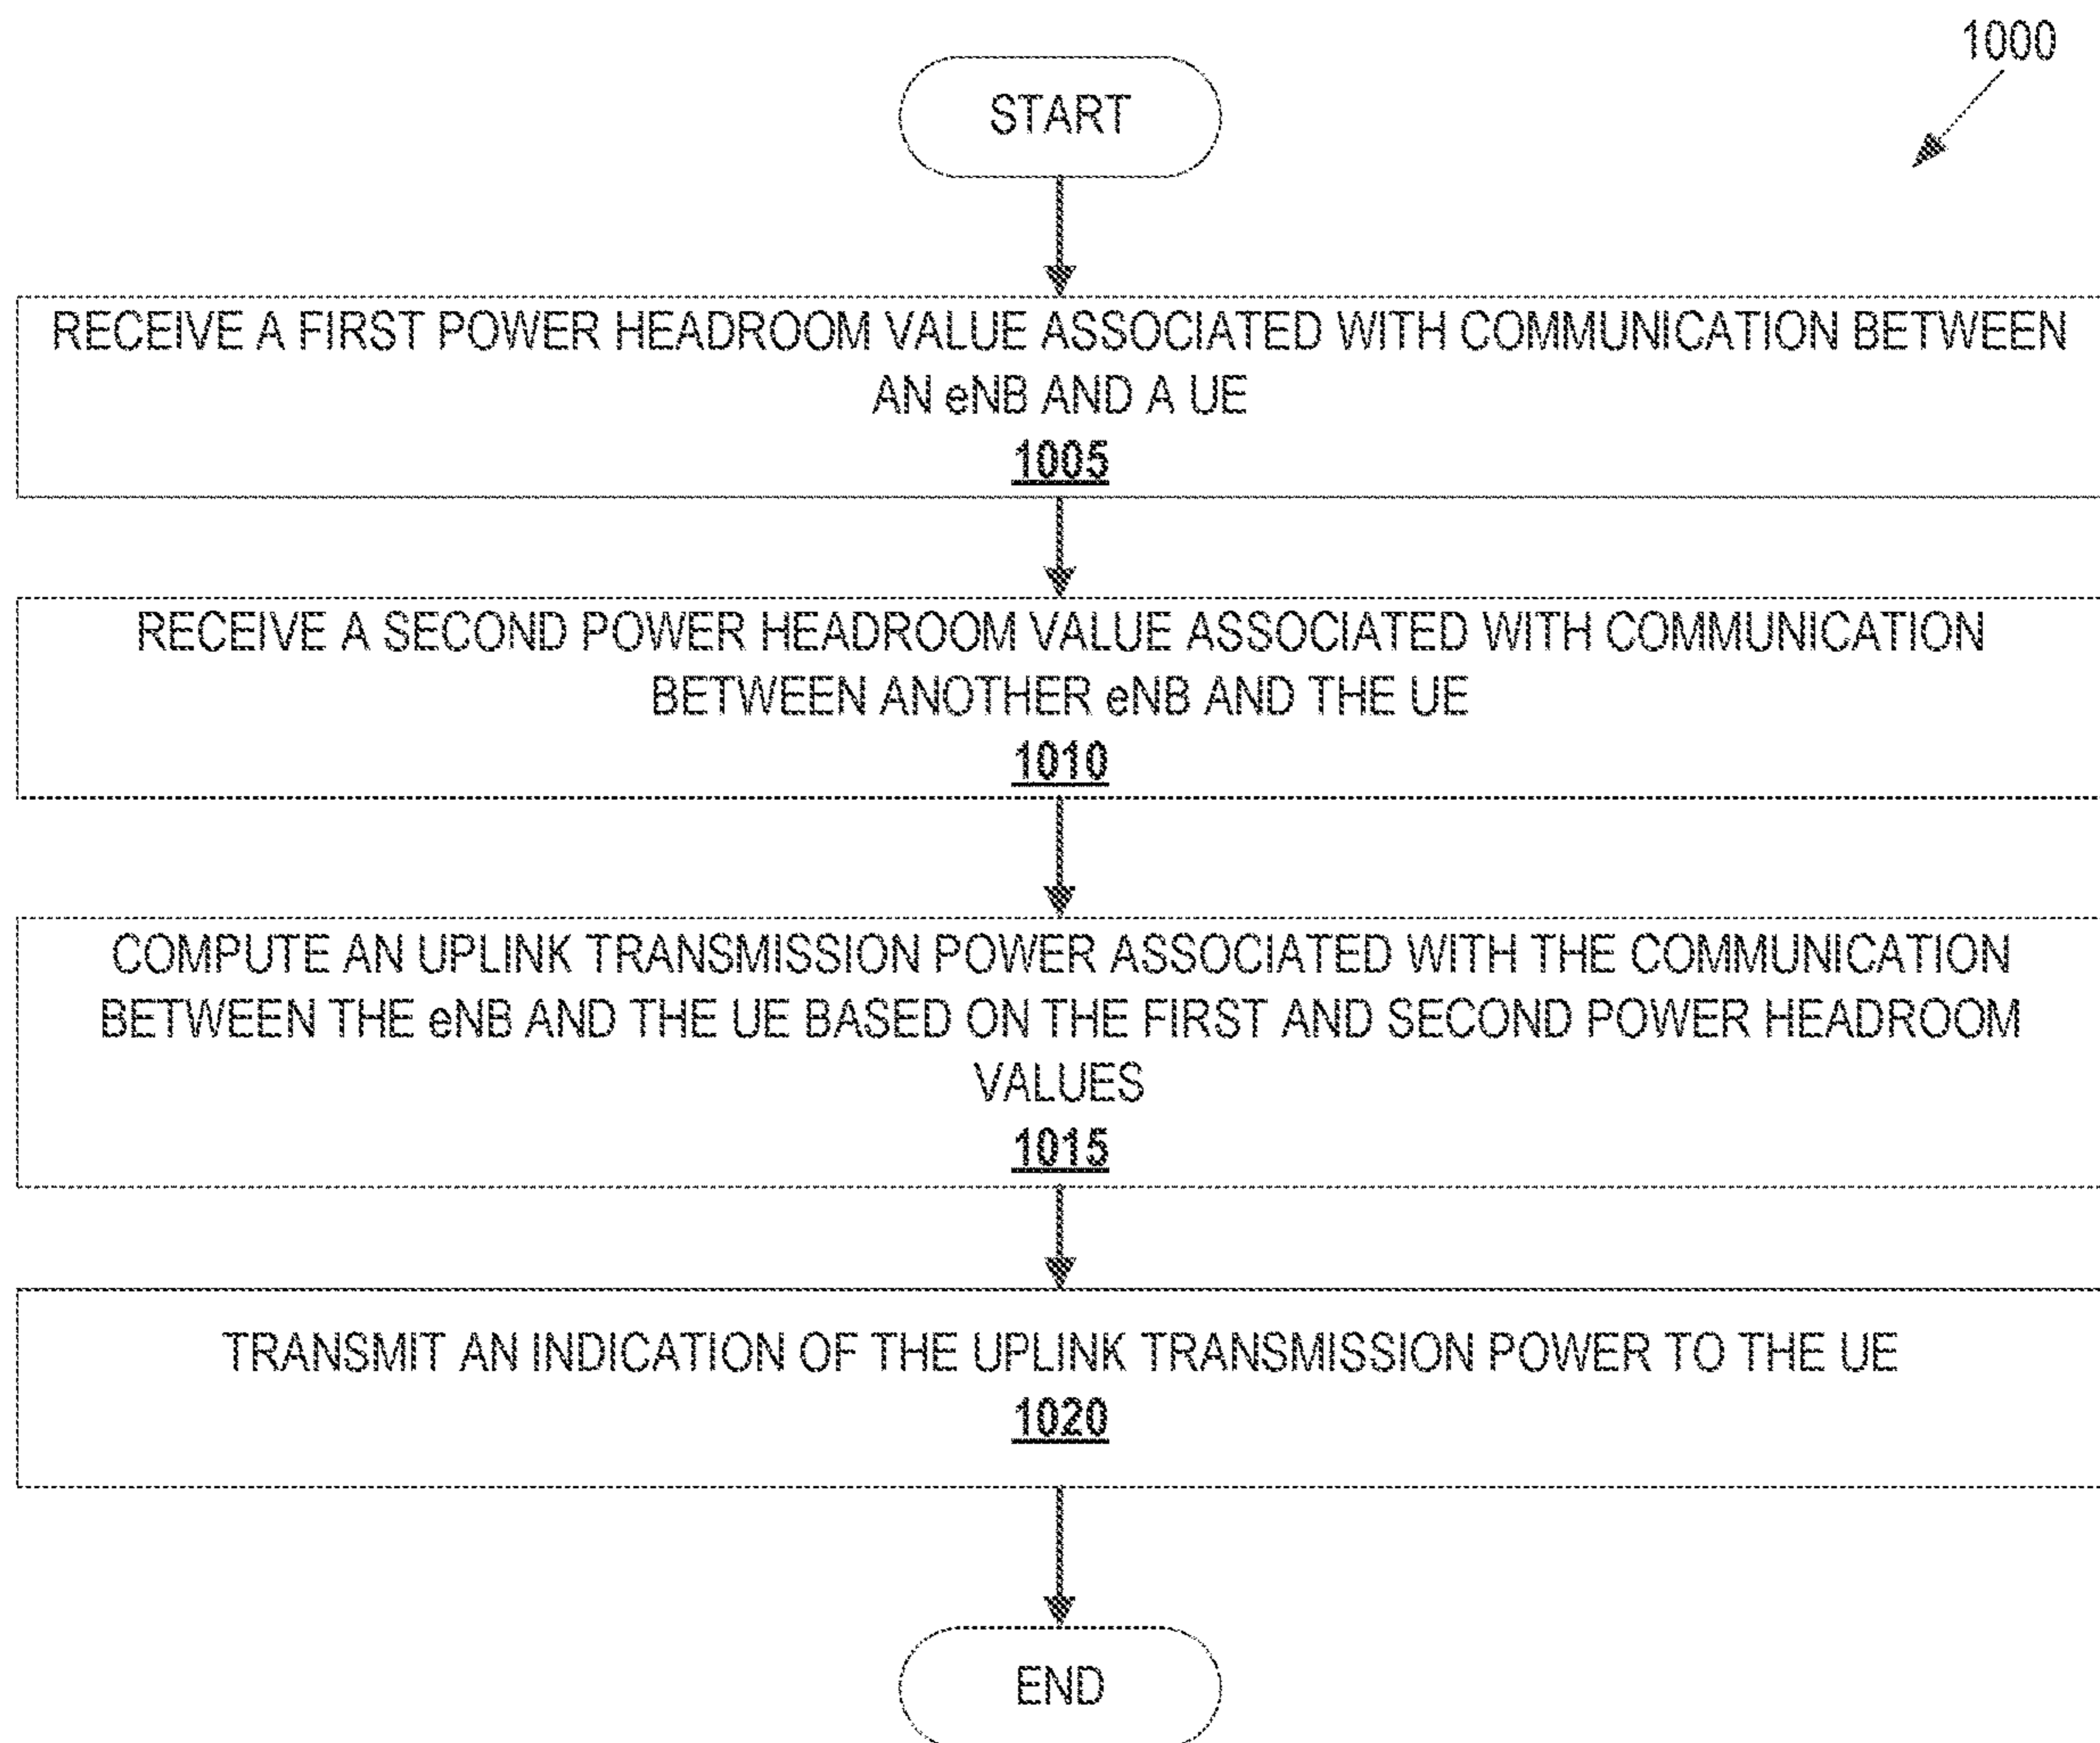 1000
START
RECEIVE A FIRST POWER HEADROOM VALUE ASSOCIATED WITH COMMUNICATION BETWEEN
AN eNB AND A UE
1005
RECEIVE A SECOND POWER HEADROOM VALUE ASSOCIATED WITH COMMUNICATION
BETWEEN ANOTHER eNB AND THE UE
1010
COMPUTE AN UPLINK TRANSMISSION POWER ASSOCIATED WITH THE COMMUNICATION
BETWEEN THE eNB AND THE UE BASED ON THE FIRST AND SECOND POWER HEADROOM
VALUES
1015
TRANSMIT AN INDICATION OF THE UPLINK TRANSMISSION POWER TO THE UE
1020
END